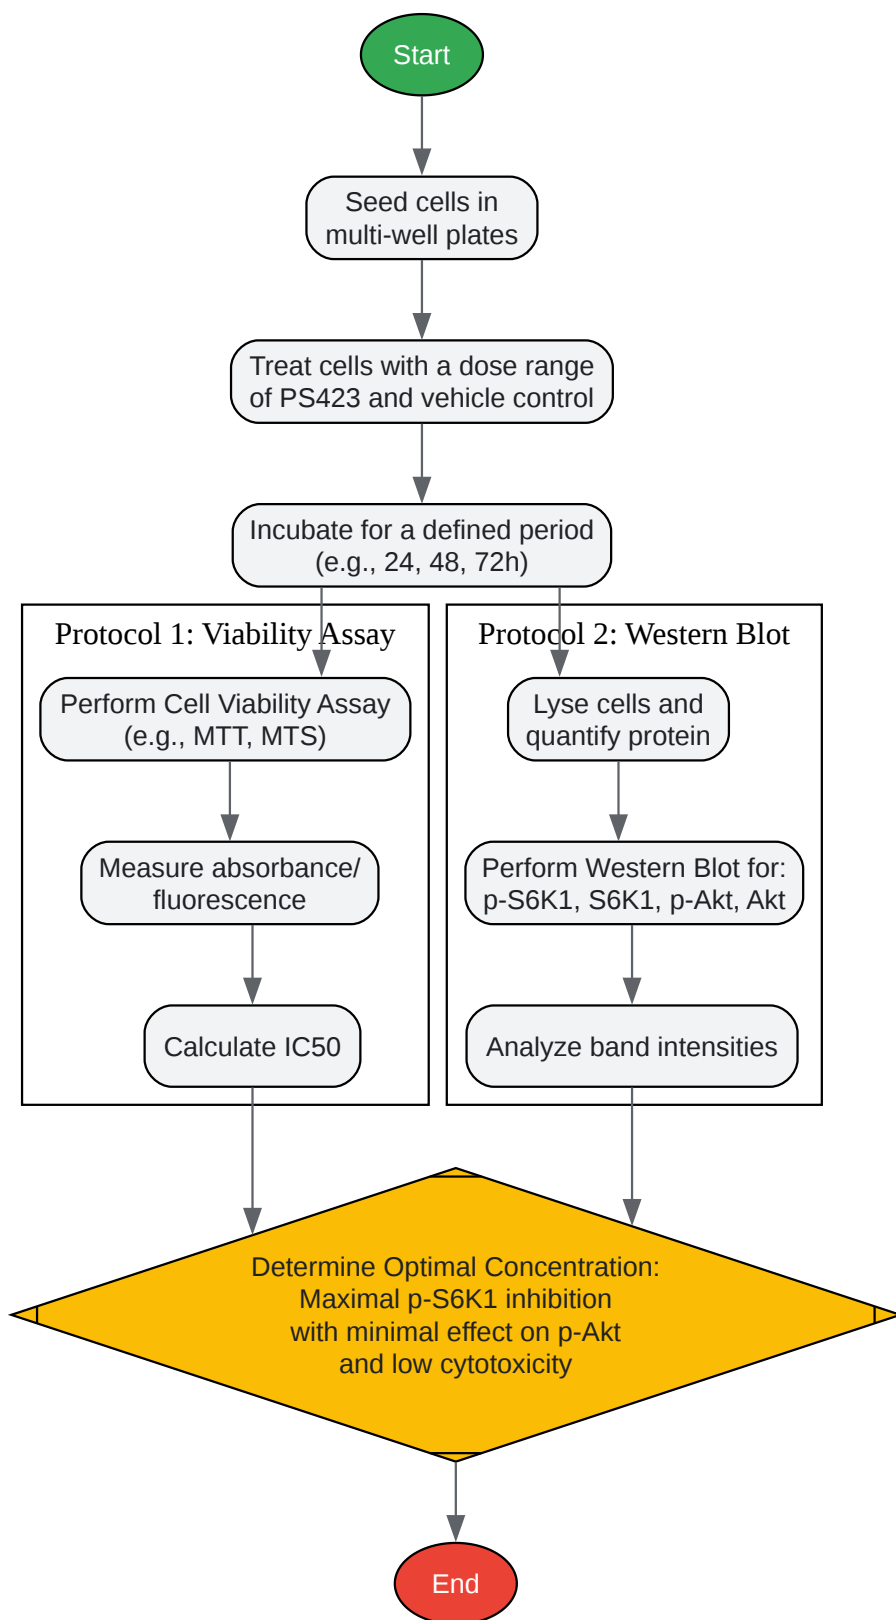 Start
Seed cells in
multi-well plates
Treat cells with a dose range
of PS423 and vehicle control
Incubate for a defined period
(e.g., 24, 48, 72h)
Protocol 1: Viability Assay
Perform Cell Viability Assay
(e.g., MTT, MTS)
Measure absorbance/
fluorescence
Calculate IC50
Protocol 2: Western Blot
Lyse cells and
quantify protein
Perform Western Blot for:
p-S6K1, S6K1, p-Akt, Akt
Analyze band intensities
Determine Optimal Concentration:
Maximal p-S6K1 inhibition
with minimal effect on p-Akt
and low cytotoxicity
End